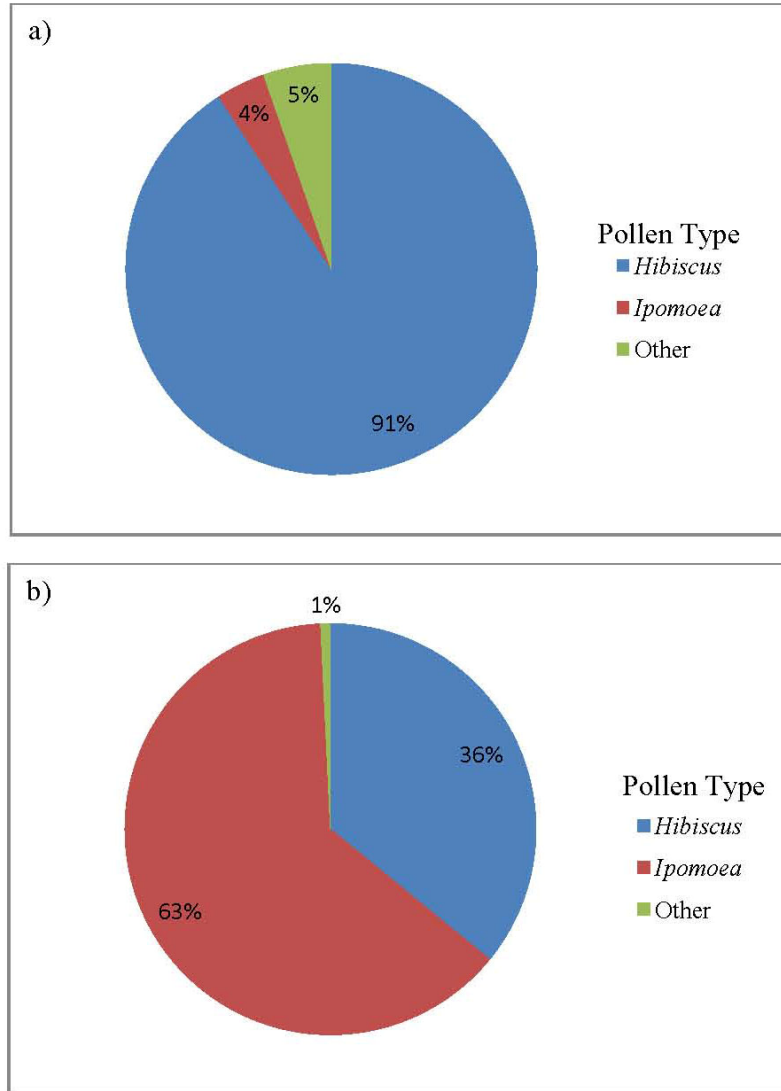 a)
5%
4%
Pollen Type
Hibiscus
Ipomoea
Other
91%
b)
1%
36%
Pollen Type
Hibiscus
Ipomoea
63%
Other